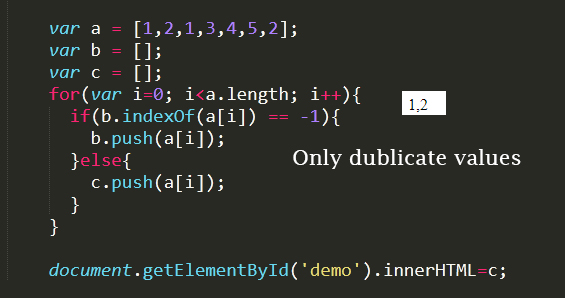 var a = [1,2,1,3,4,5,2];
var b = [];
var c = [];
for(var i=0; i<a.length; i++){
1,2
if(b.indexOf(a[i]) == -1){
b.push(a[i]);
Only dublicate values
}else{
c.push(a[i]);
}
}
document.getElementById('demo').innerHTML=c;